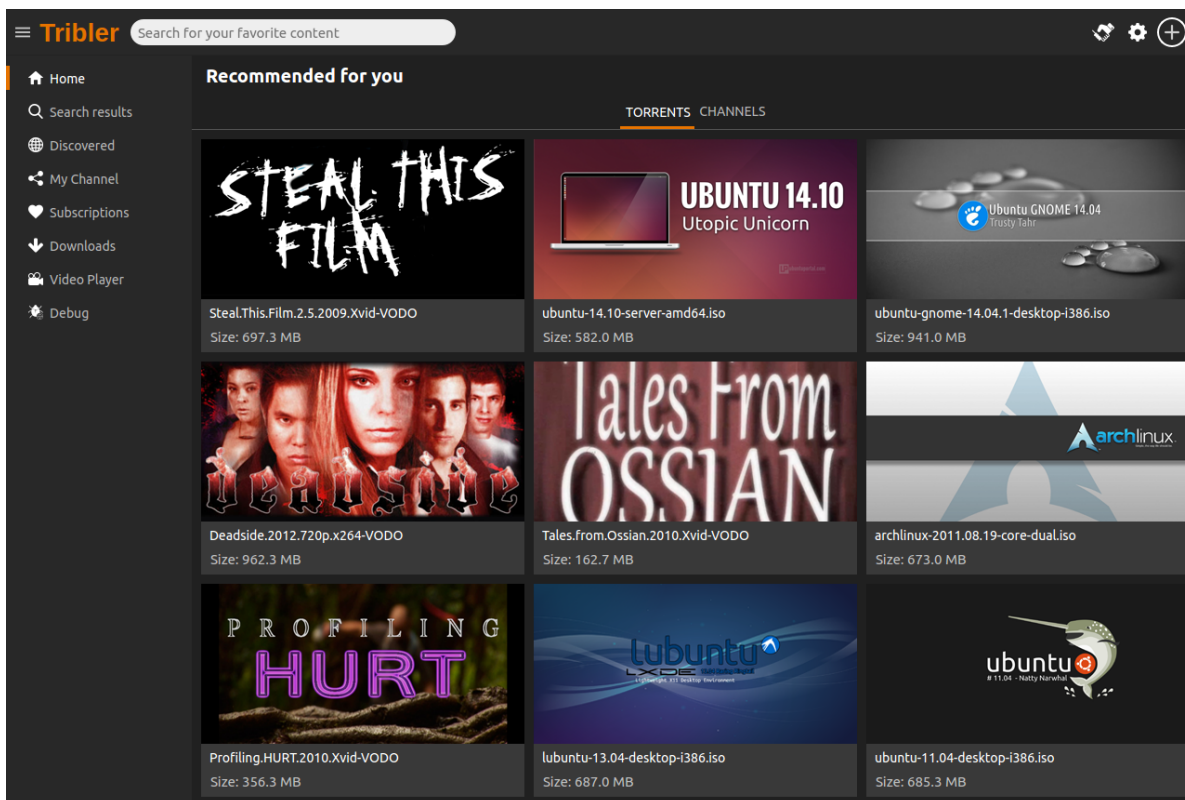 Tribler
Search for your favorite content
Home
Search results
Discovered
My Channel
Subscriptions
Downloads
Video Player
Debug
Recommended for you
TORRENTS CHANNELS
STEAL THIS
FILM
Steal.This.Film.2.5.2009.Xvid-VODO
Size: 697.3 MB
UBUNTU 14.10
Utopic Unicorn
ubuntu-14.10-server-amd64.iso
Size: 582.0 MB
Ubuntu GNOME 14.04
Trusty Tahr
ubuntu-gnome-14.04.1-desktop-i386.iso
Size: 941.0 MB
Deadside
Deadside.2012.720p.x264-VODO
Size: 962.3 MB
Tales From
OSSIAN
Tales.from.Ossian.2010.Xvid-VODO
Size: 162.7 MB
archlinux
archlinux-2011.08.19-core-dual.iso
Size: 673.0 MB
PROFILING
HURT
Profiling.HURT.2010.Xvid-VODO
Size: 356.3 MB
lubuntu
LXDE
Lightweight X11 Desktop Environment
lubuntu-13.04-desktop-i386.iso
Size: 687.0 MB
ubuntu
# 11.04 - Natty Narwhal
ubuntu-11.04-desktop-i386.iso
Size: 685.3 MB